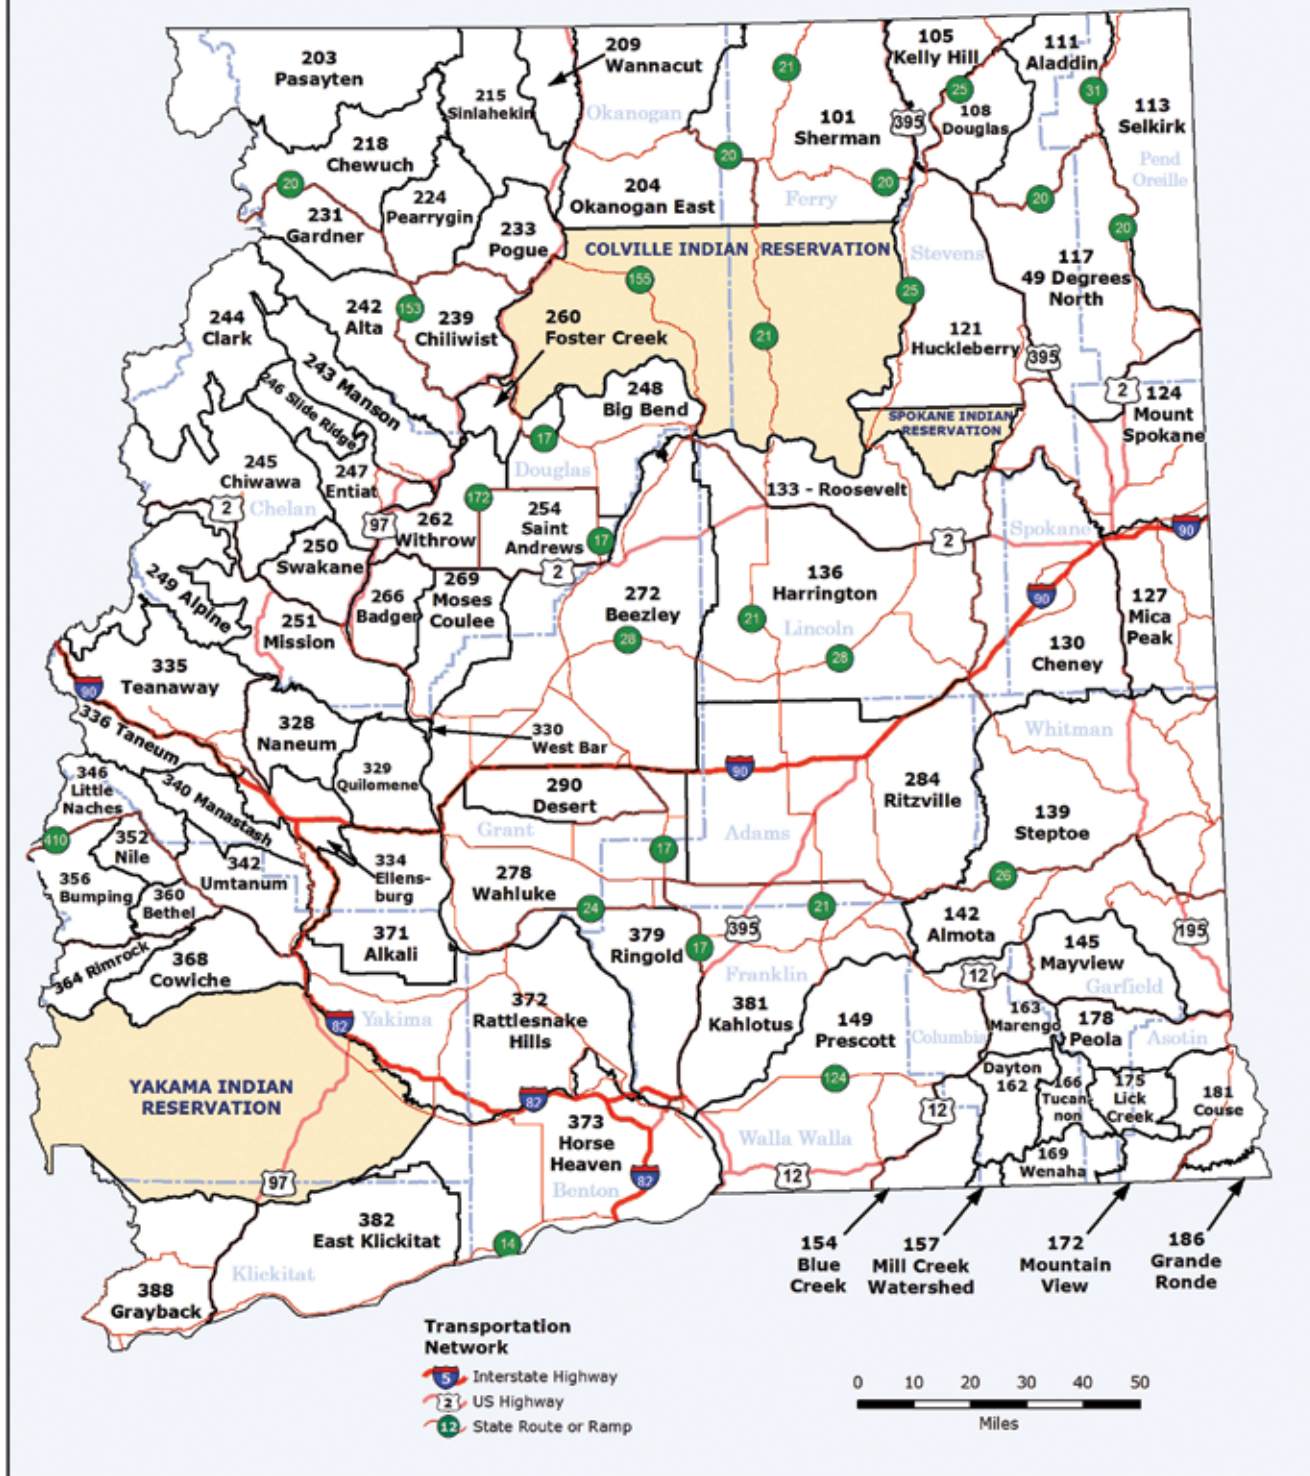 203
Pasayten
209
Wannacut
215
Sinlahekin
Okanogan
21
105
Kelly Hill
111
Aladdin
25
31
101
Sherman
395
108
Douglas
113
Selkirk
218
Chewuch
20
20
20
20
Pend
Oreille
224
Pearrygin
204
Okanogan East
Ferry
20
231
Gardner
233
Pogue
COLVILLE INDIAN RESERVATION
Stevens
117
49 Degrees
North
155
25
244
Clark
242
Alta
153
239
Chiliwist
260
Foster Creek
21
121
Huckleberry
395
243 Manson
246 Slide Ridge
248
Big Bend
2
124
Mount
Spokane
SPOKANE INDIAN
RESERVATION
17
245
Chiwawa
247
Entiat
Douglas
133 - Roosevelt
2
Chelan
97
172
262
Withrow
254
Saint
Andrews
17
Spokane
90
2
250
Swakane
2
249 Alpine
266
Badger
269
Moses
Coulee
272
Beezley
136
Harrington
90
127
Mica
Peak
251
Mission
28
21
Lincoln
28
130
Cheney
335
Teanaway
90
336 Taneum
328
Naneum
330
West Bar
Whitman
346
Little
Naches
340 Manastash
329
Quilomene
290
Desert
90
284
Ritzville
139
Steptoe
410
352
Nile
Grant
Adams
17
342
Umtanum
334
Ellens-
burg
278
Wahluke
26
356
Bumping
360
Bethel
24
21
142
Almota
195
371
Alkali
379
Ringold
17
395
145
Mayview
364 Rimrock
368
Cowiche
Franklin
12
Garfield
372
Rattlesnake
Hills
381
Kahlotus
149
Prescott
163
Marengo
178
Peola
82
Yakima
Columbia
Asotin
YAKAMA INDIAN
RESERVATION
124
Dayton
162
166
Tucan-
non
175
Lick
Creek
181
Couse
82
373
Horse
Heaven
12
Walla Walla
169
Wenaha
97
82
12
Benton
382
East Klickitat
14
154
Blue
Creek
157
Mill Creek
Watershed
172
Mountain
View
186
Grande
Ronde
Klickitat
388
Grayback
Transportation
Network
5 Interstate Highway
2 US Highway
12 State Route or Ramp
0 10 20 30 40 50
Miles